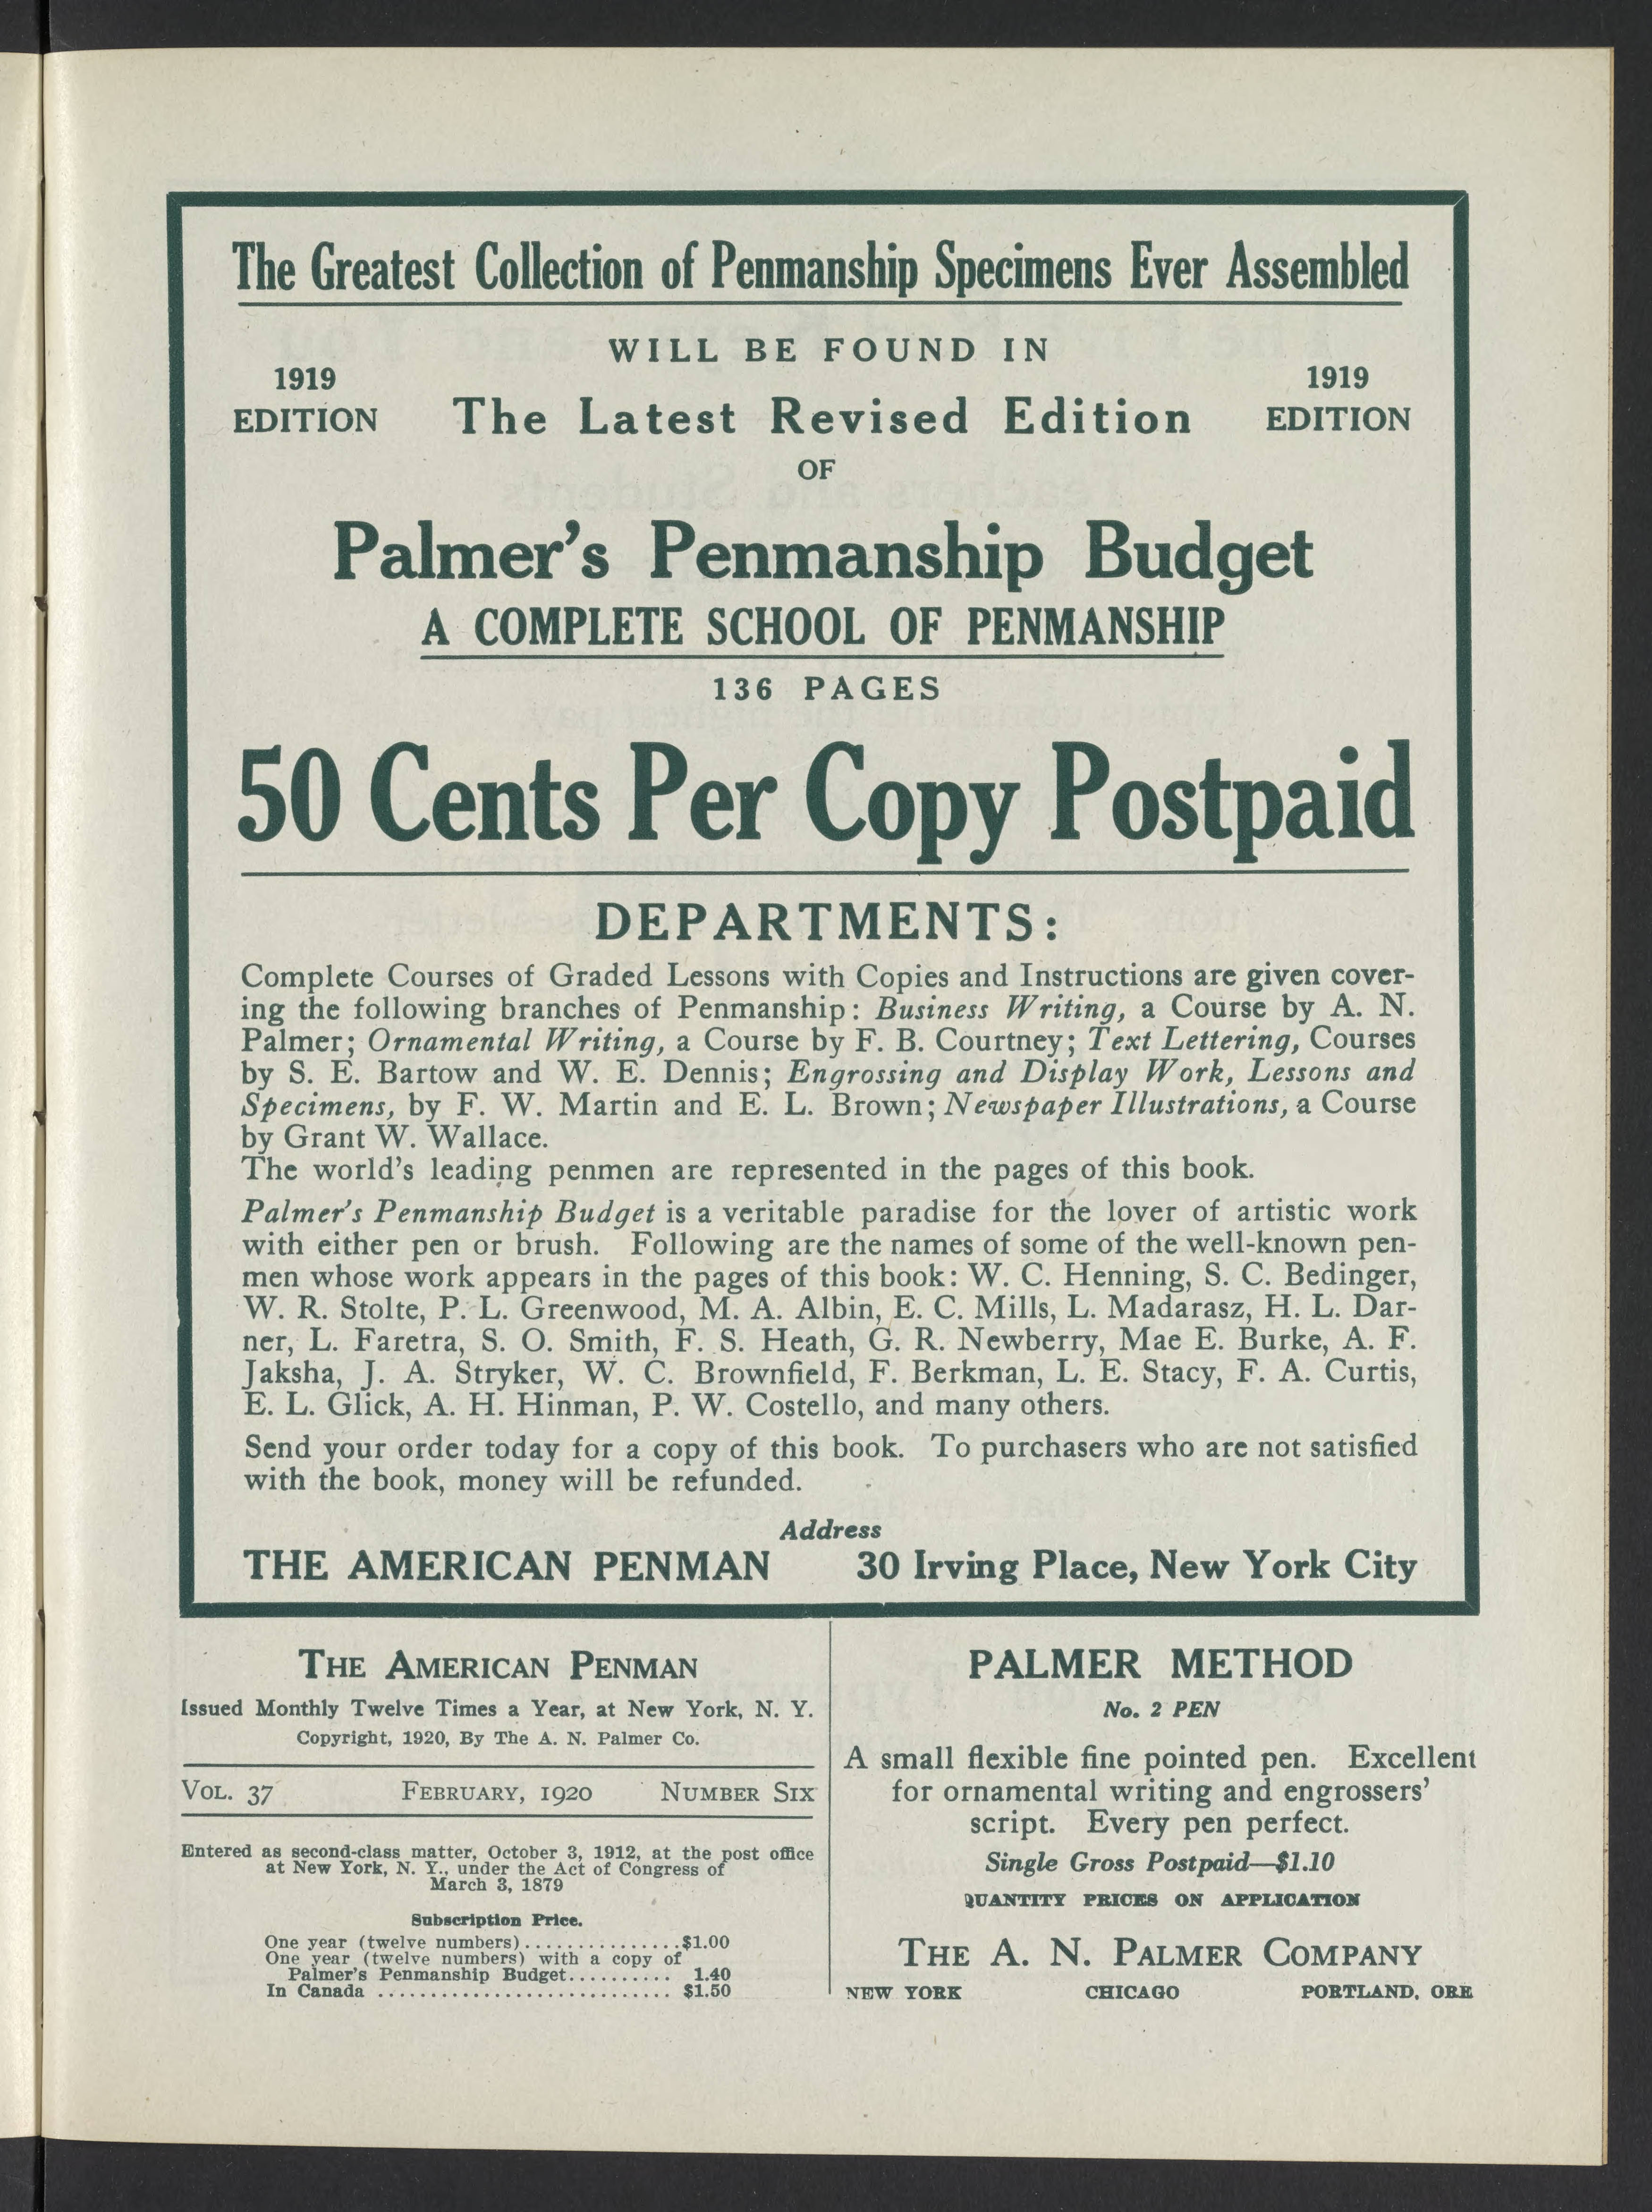 The Greatest Collection of Penmanship Specimens Ever Assembled
WILL BE FOUND IN
1919
EDITION
The Latest Revised Edition
1919
EDITION
OF
Palmer's Penmanship Budget
A COMPLETE SCHOOL OF PENMANSHIP
136 PAGES
50 Cents Per Copy Postpaid
DEPARTMENTS:
Complete Courses of Graded Lessons with Copies and Instructions are given cover-
ing the following branches of Penmanship: Business Writing, a Course by A. N.
Palmer; Ornamental Writing, a Course by F. B. Courtney; Text Lettering, Courses
by S. E. Bartow and W. E. Dennis; Engrossing and Display Work, Lessons and
Specimens, by F. W. Martin and E. L. Brown; Newspaper Illustrations, a Course
by Grant W. Wallace.
The world's leading penmen are represented in the pages of this book.
Palmer's Penmanship Budget is a veritable paradise for the lover of artistic work
with either pen or brush. Following are the names of some of the well-known pen-
men whose work appears in the pages of this book: W. C. Henning, S. C. Bedinger,
W. R. Stolte, P. L. Greenwood, M. A. Albin, E. C. Mills, L. Madarasz, H. L. Dar-
ner, L. Faretra, S. O. Smith, F. S. Heath, G. R. Newberry, Mae E. Burke, A. F.
Jaksha, J. A. Stryker, W. C. Brownfield, F. Berkman, L. E. Stacy, F. A. Curtis,
E. L. Glick, A. H. Hinman, P. W. Costello, and many others.
Send your order today for a copy of this book. To purchasers who are not satisfied
with the book, money will be refunded.
Address
THE AMERICAN PENMAN 30 Irving Place, New York City
THE AMERICAN PENMAN
Issued Monthly Twelve Times a Year, at New York, N. Y.
Copyright, 1920, By The A. N. Palmer Co.
VOL. 37 FEBRUARY, 1920 NUMBER SIX
Entered as second-class matter, October 3, 1912, at the post office
at New York, N. Y., under the Act of Congress of
March 3, 1879
Subscription Price.
One year (twelve numbers)...............$1.00
One year (twelve numbers) with a copy of
Palmer's Penmanship Budget.......... 1.40
In Canada ............................ $1.50
PALMER METHOD
No. 2 PEN
A small flexible fine pointed pen. Excellent
for ornamental writing and engrossers'
script. Every pen perfect.
Single Gross Postpaid—$1.10
QUANTITY PRICES ON APPLICATION
THE A. N. PALMER COMPANY
NEW YORK CHICAGO PORTLAND, ORE